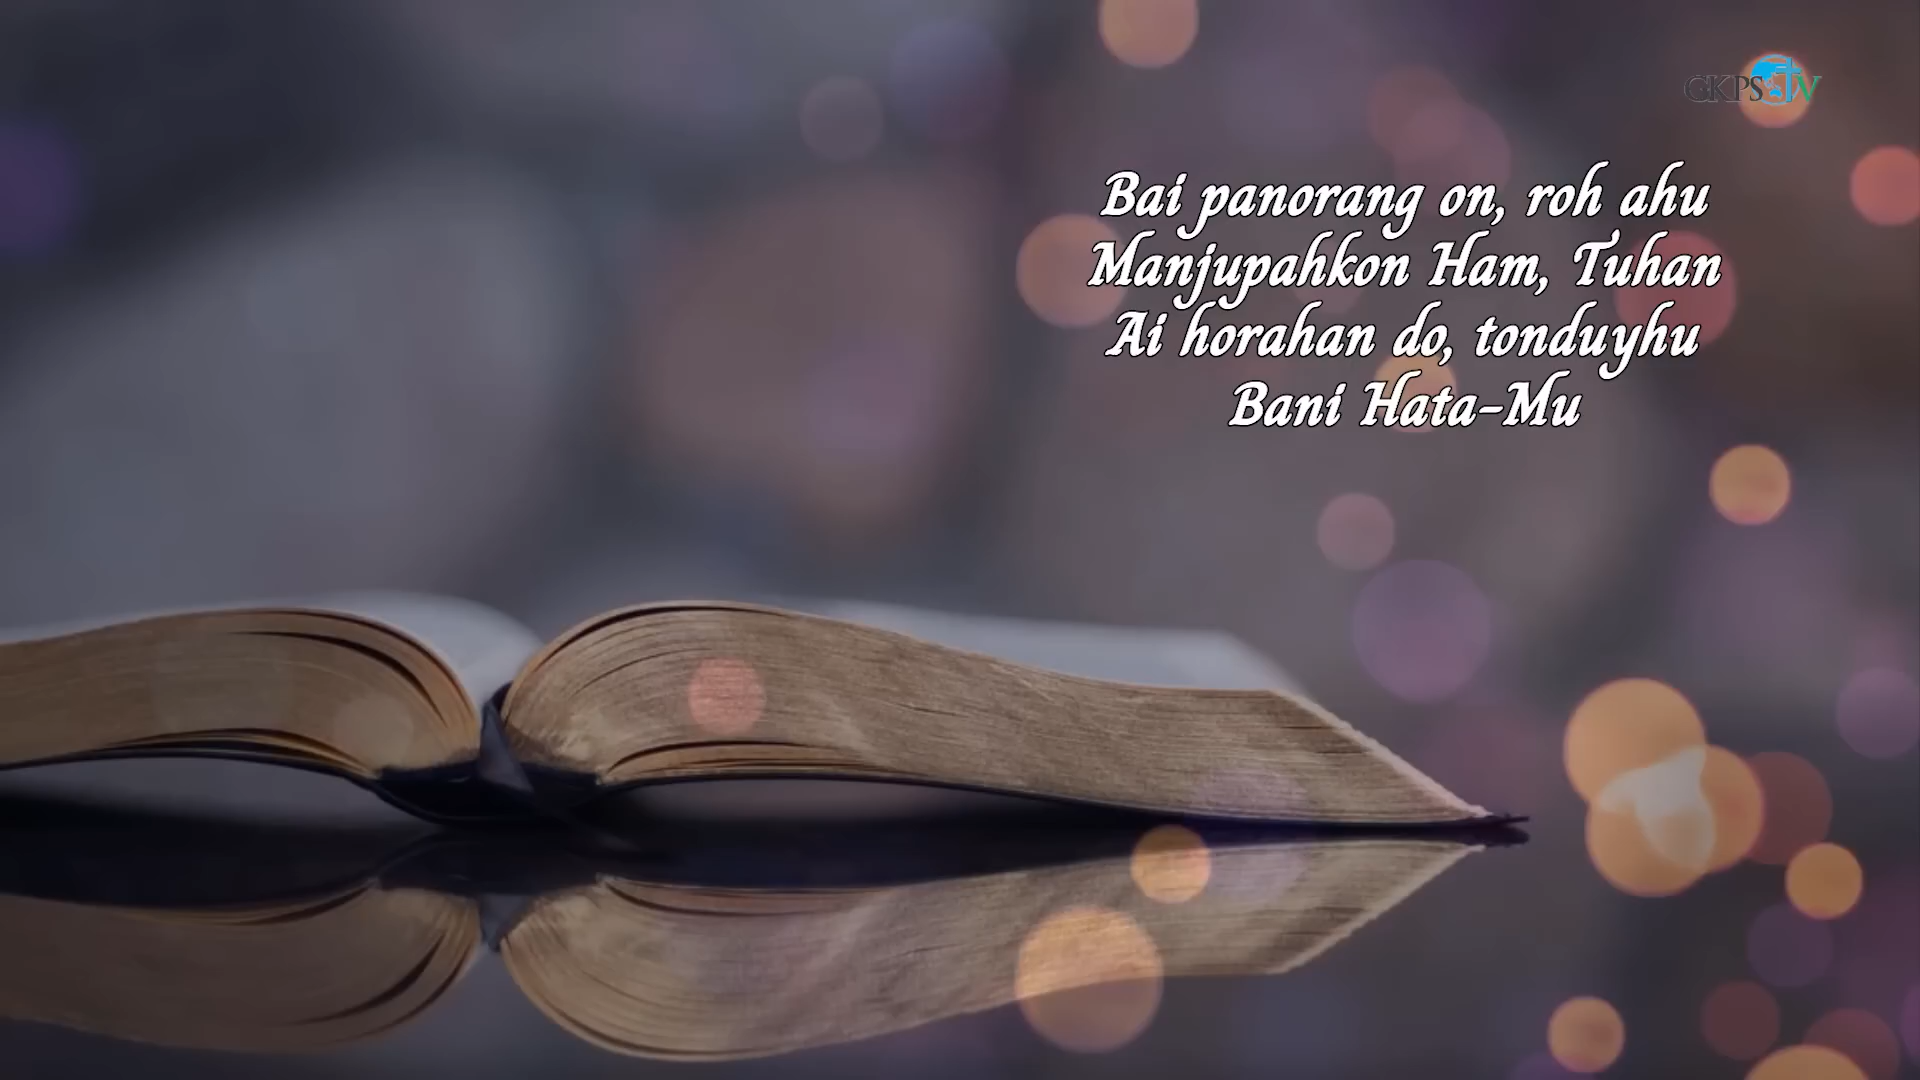 GKPS TV
Bai panorang on, roh ahu
Manjupahkon Ham, Tuhan
Ai horahan do, tonduyhu
Bani Hata-Mu